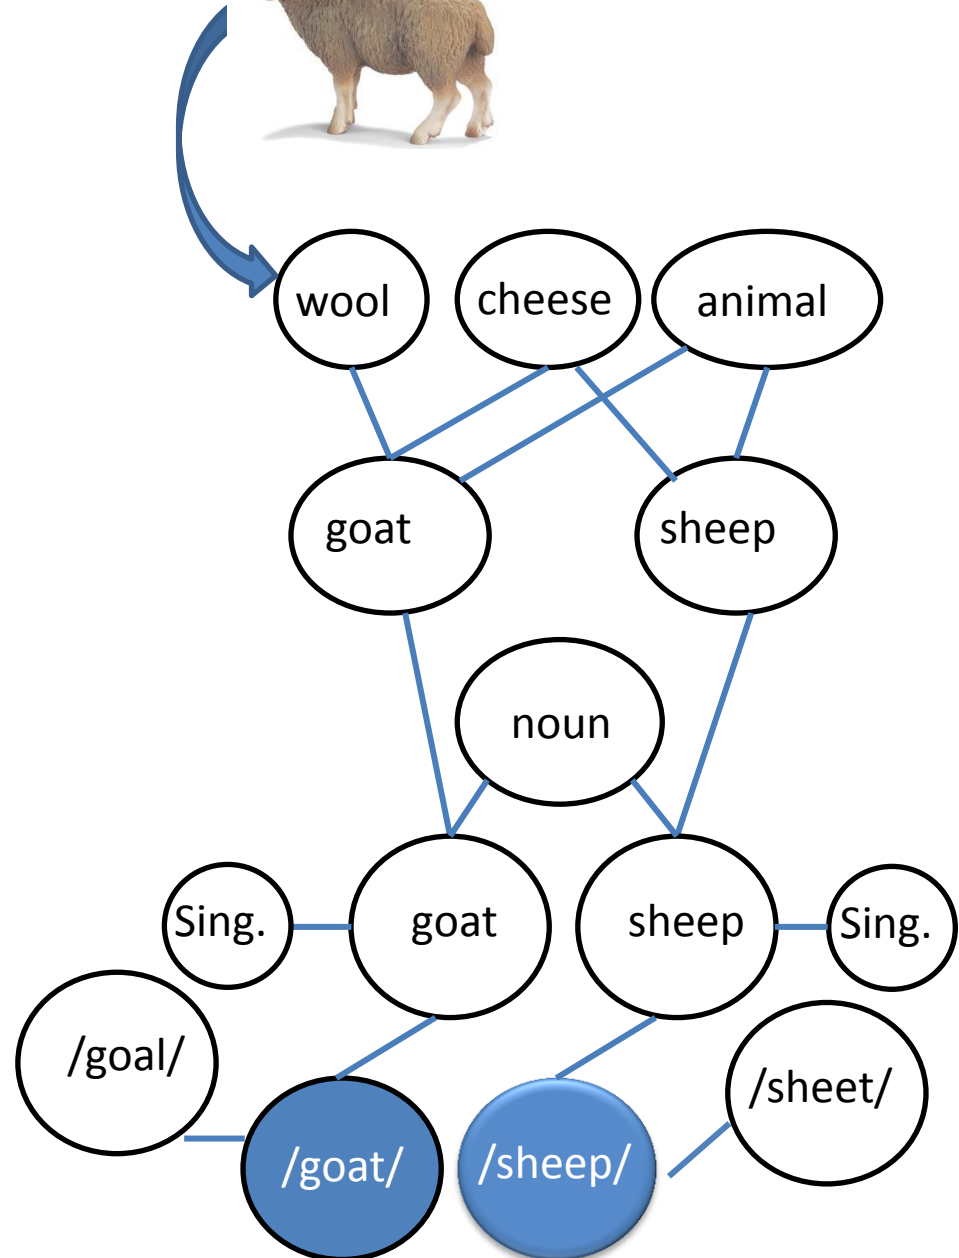 wool
cheese
animal
goat
sheep
noun
Sing.
goat
sheep
Sing.
/goal/
/sheet/
/goat/
/sheep/